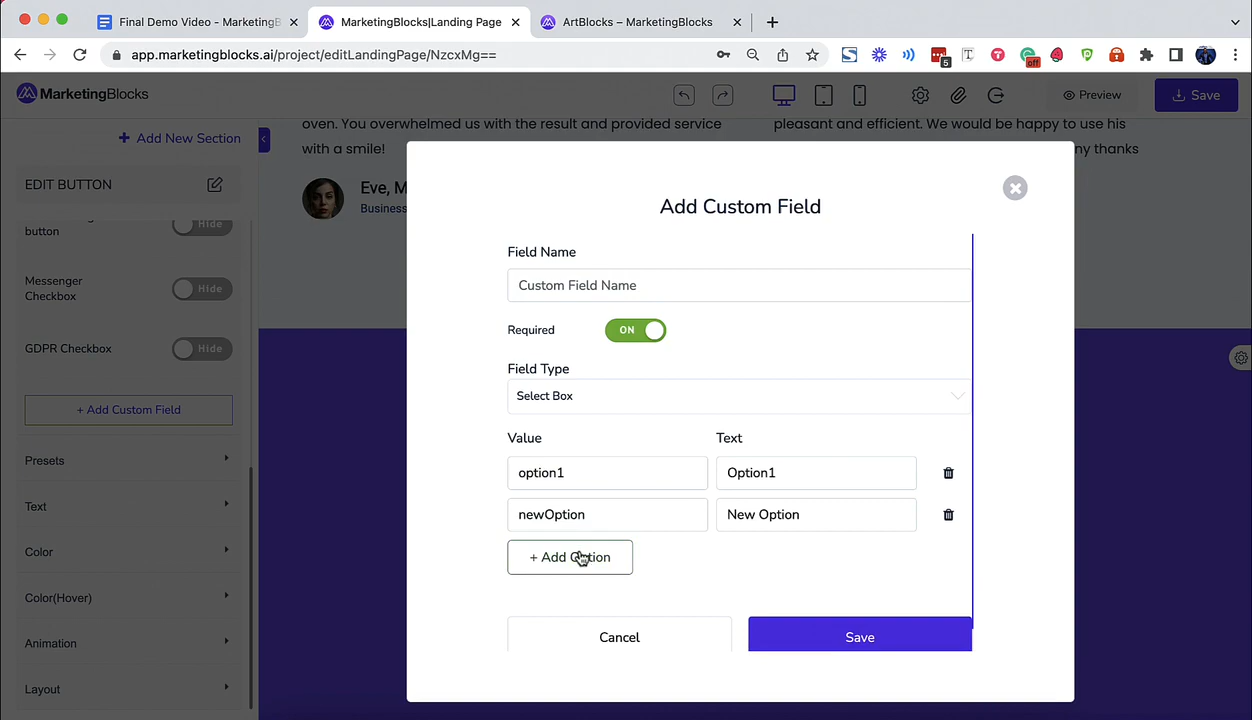 Final Demo Video - MarketingB
MarketingBlocks|Landing Page
ArtBlocks – MarketingBlocks
app.marketingblocks.ai/project/editLandingPage/NzcxMg==
5
off
MarketingBlocks
Preview
Save
+ Add New Section
oven. You overwhelmed us with the result and provided service
with a smile!
pleasant and efficient. We would be happy to use his
ny thanks
Eve, M
Business
EDIT BUTTON
button
Hide
Messenger
Checkbox
Hide
GDPR Checkbox
Hide
+ Add Custom Field
Presets
Text
Color
Color(Hover)
Animation
Layout
Add Custom Field
Field Name
Custom Field Name
Required
ON
Field Type
Select Box
Value
Text
option1
Option1
newOption
New Option
+ Add Option
Cancel
Save